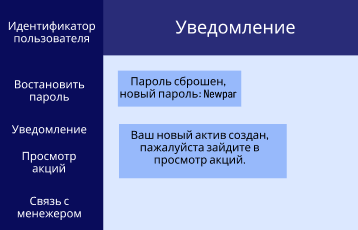 Идентификатор
пользователя
Востановить
пароль
Уведомление
Просмотр
акций
Связь с
менежером
Уведомление
Пароль сброшен,
новый пароль: Newpar
Ваш новый актив создан,
пажалуйста зайдите в
просмотр акций.